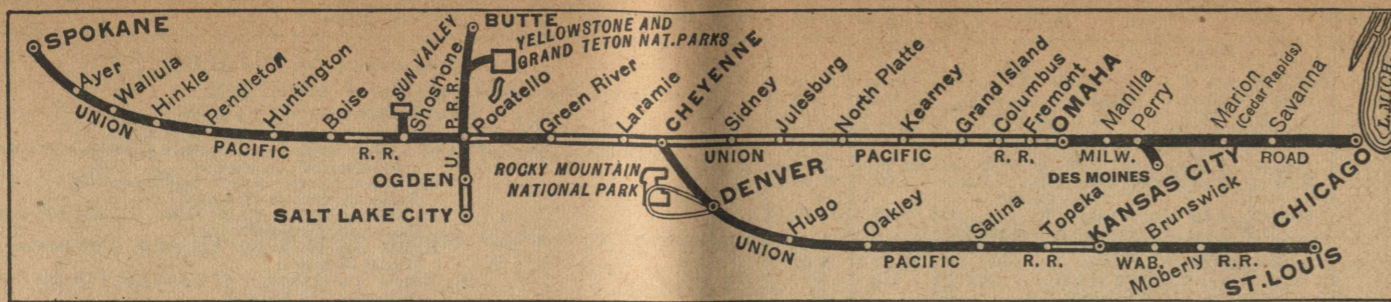 SPOKANE
Ayer
Wallula
Hinkle
Pendleton
Huntington
Boise
SUN VALLEY
Shoshone
BUTTE
YELLOWSTONE AND
GRAND TETON NAT. PARKS
Pocatello
Green River
Laramie
CHEYENNE
Sidney
Julesburg
North Platte
Kearney
Grand Island
Columbus
Fremont
OMAHA
Manilla
Perry
Marion
(Cedar Rapids)
Savanna
L. MICH.
UNION
PACIFIC
R. R.
U. P. R. R.
UNION
PACIFIC
R. R.
MILW.
ROAD
DES MOINES
CHICAGO
OGDEN
SALT LAKE CITY
ROCKY MOUNTAIN
NATIONAL PARK
DENVER
Hugo
Oakley
Salina
Topeka
KANSAS CITY
Brunswick
Moberly
ST. LOUIS
UNION
PACIFIC
R. R.
WAB.
R. R.